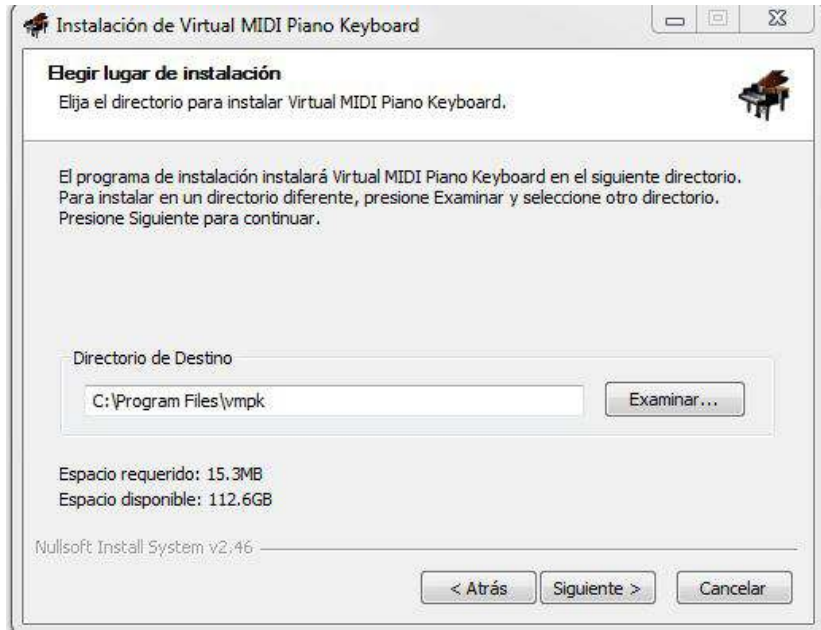 Instalación de Virtual MIDI Piano Keyboard
Elegir lugar de instalación
Elija el directorio para instalar Virtual MIDI Piano Keyboard.
El programa de instalación instalará Virtual MIDI Piano Keyboard en el siguiente directorio.
Para instalar en un directorio diferente, presione Examinar y seleccione otro directorio.
Presione Siguiente para continuar.
Directorio de Destino
C:\Program Files\vmpk
Examinar...
Espacio requerido: 15.3MB
Espacio disponible: 112.6GB
Nullsoft Install System v2.46
< Atrás
Siguiente >
Cancelar